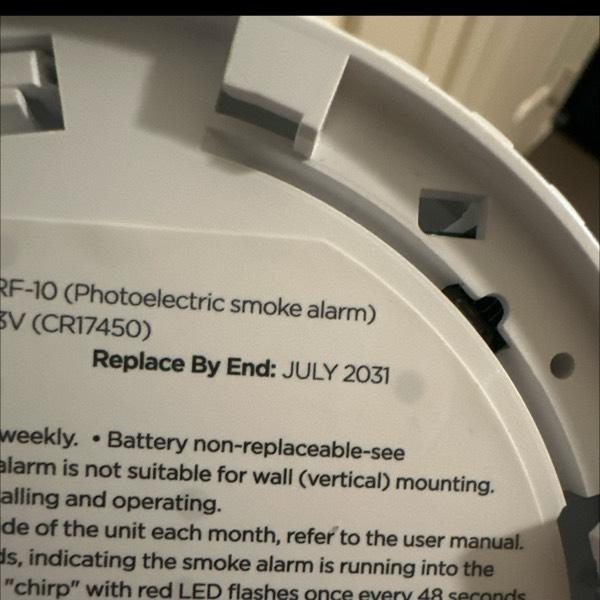 RF-10 (Photoelectric smoke alarm)
3V (CR17450)
Replace By End: JULY 2031
weekly. • Battery non-replaceable-see
alarm is not suitable for wall (vertical) mounting.
alling and operating.
de of the unit each month, refer to the user manual.
ds, indicating the smoke alarm is running into the
"chirp" with red LED flashes once every 48 seconds